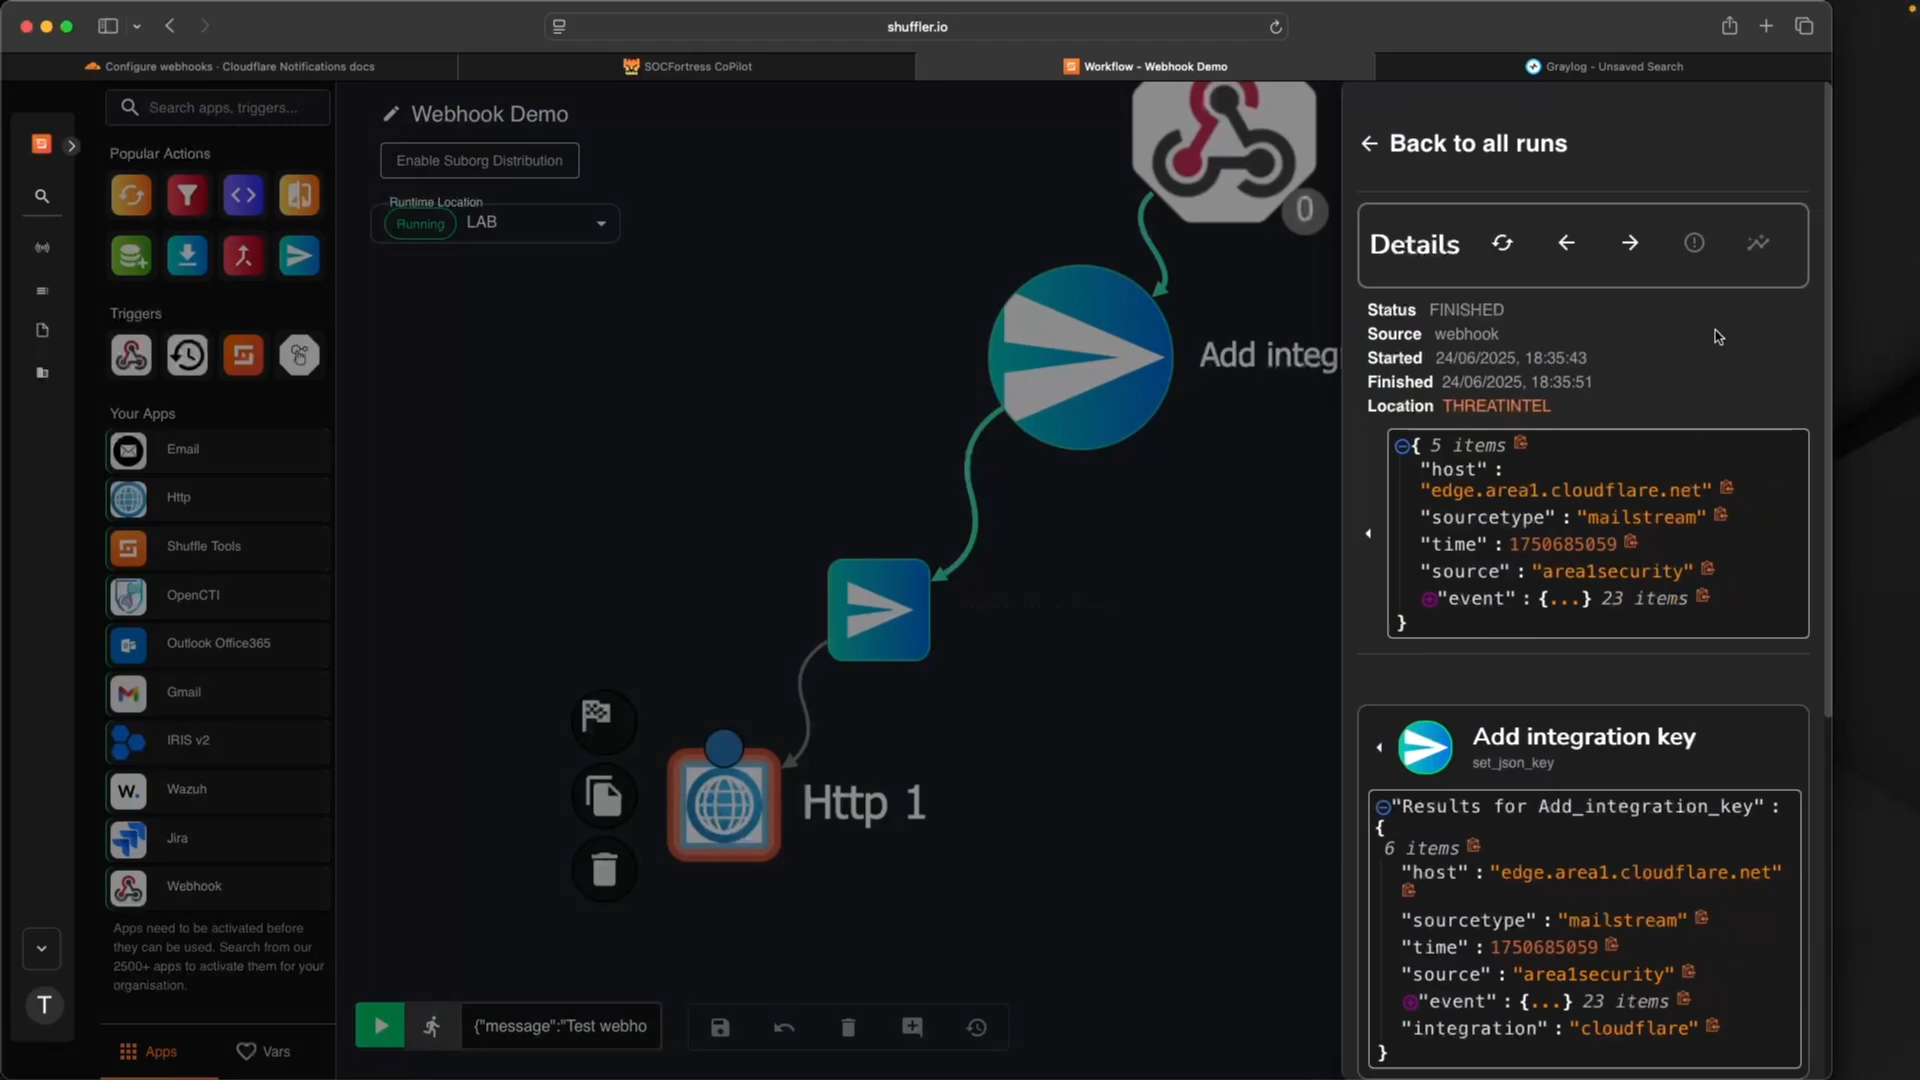 shuffler.io
Configure webhooks · Cloudflare Notifications docs
SOCFortress CoPilot
Workflow - Webhook Demo
Graylog - Unsaved Search
Search apps, triggers...
Popular Actions
Triggers
Your Apps
Email
Http
Shuffle Tools
OpenCTI
Outlook Office365
Gmail
IRIS v2
W.
Wazuh
Jira
Webhook
Apps need to be activated before
they can be used. Search from our
2500+ apps to activate them for your
organisation.
T
Apps
Vars
Webhook Demo
Enable Suborg Distribution
Runtime Location
Running
LAB
0
Add integ
Http 1
{"message":"Test webho
Back to all runs
Details
Status FINISHED
Source webhook
Started 24/06/2025, 18:35:43
Finished 24/06/2025, 18:35:51
Location THREATINTEL
{ 5 items
"host" :
"edge.area1.cloudflare.net"
"sourcetype" : "mailstream"
"time" : 1750685059
"source" : "area1security"
"event" : {...} 23 items
}
Add integration key
set_json_key
"Results for Add_integration_key" :
{
6 items
"host" : "edge.area1.cloudflare.net"
"sourcetype" : "mailstream"
"time" : 1750685059
"source" : "area1security"
"event" : {...} 23 items
"integration" : "cloudflare"
}